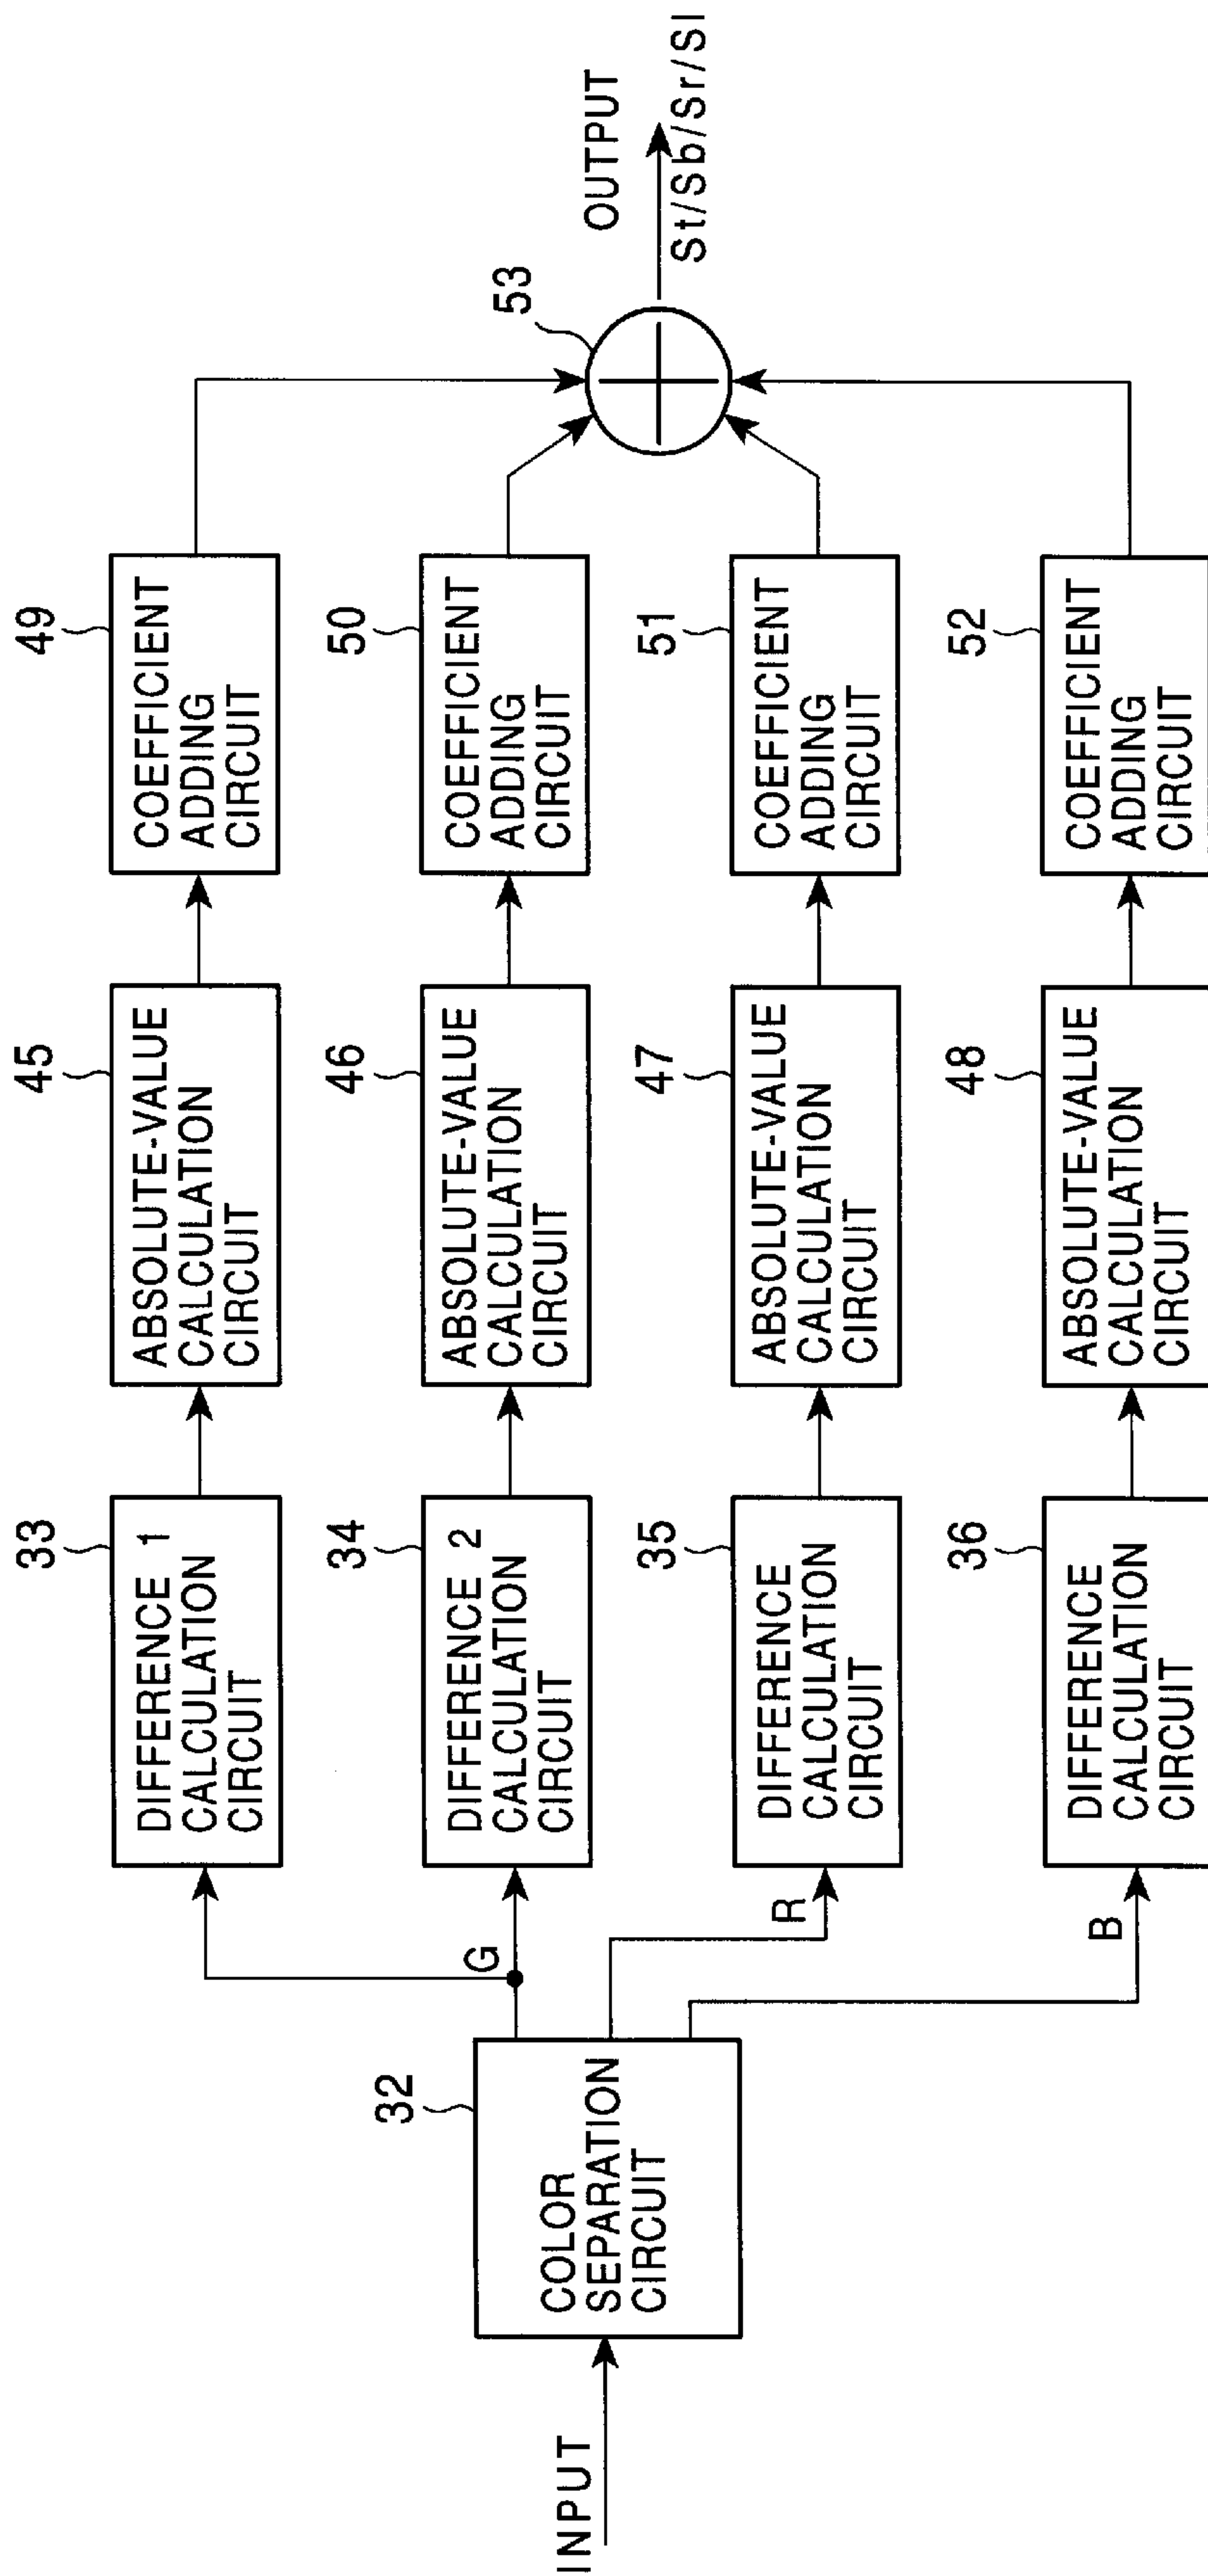 INPUT
32
COLOR
SEPARATION
CIRCUIT
G
R
B
33
DIFFERENCE 1
CALCULATION
CIRCUIT
45
ABSOLUTE-VALUE
CALCULATION
CIRCUIT
49
COEFFICIENT
ADDING
CIRCUIT
34
DIFFERENCE 2
CALCULATION
CIRCUIT
46
ABSOLUTE-VALUE
CALCULATION
CIRCUIT
50
COEFFICIENT
ADDING
CIRCUIT
35
DIFFERENCE
CALCULATION
CIRCUIT
47
ABSOLUTE-VALUE
CALCULATION
CIRCUIT
51
COEFFICIENT
ADDING
CIRCUIT
36
DIFFERENCE
CALCULATION
CIRCUIT
48
ABSOLUTE-VALUE
CALCULATION
CIRCUIT
52
COEFFICIENT
ADDING
CIRCUIT
53
OUTPUT
St/Sb/Sr/Sl